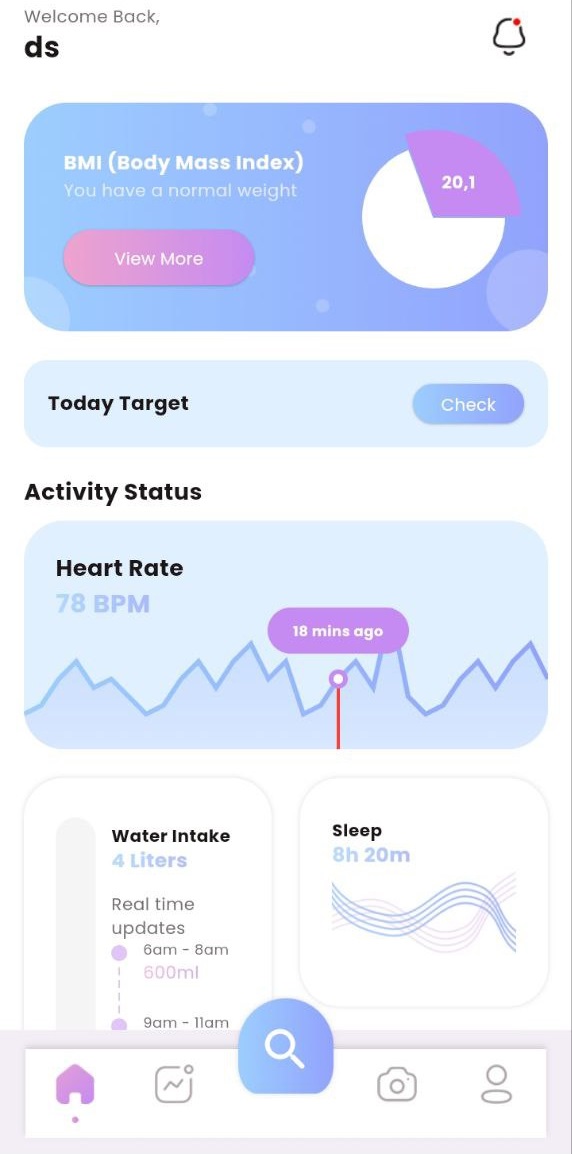 Welcome Back,
ds
BMI (Body Mass Index)
You have a normal weight
20,1
View More
Today Target
Check
Activity Status
Heart Rate
78 BPM
18 mins ago
Water Intake
4 Liters
Real time
updates
6am - 8am
600ml
9am - 11am
Sleep
8h 20m